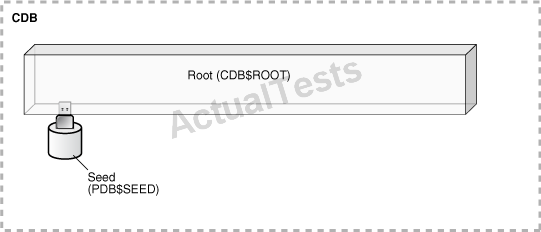 CDB
Root (CDB$ROOT)
ActualTests
Seed
(PDB$SEED)